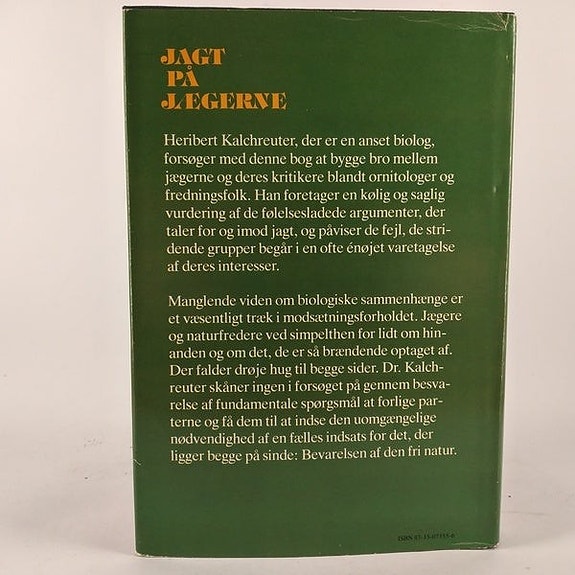 JAGT
PÅ
JÆGERNE
Heribert Kalchreuter, der er en anset biolog,
forsøger med denne bog at bygge bro mellem
jægerne og deres kritikere blandt ornitologer og
fredningsfolk. Han foretager en kølig og saglig
vurdering af de følelsesladede argumenter, der
taler for og imod jagt, og påviser de fejl, de stri-
dende grupper begår i en ofte énøjet varetagelse
af deres interesser.
Manglende viden om biologiske sammenhænge er
et væsentligt træk i modsætningsforholdet. Jægere
og naturfredere ved simpelthen for lidt om hin-
anden og om det, de er så brændende optaget af.
Der falder drøje hug til begge sider. Dr. Kalch-
reuter skåner ingen i forsøget på gennem besva-
relse af fundamentale spørgsmål at forlige par-
terne og få dem til at indse den uomgængelige
nødvendighed af en fælles indsats for det, der
ligger begge på sinde: Bevarelsen af den fri natur.
ISBN